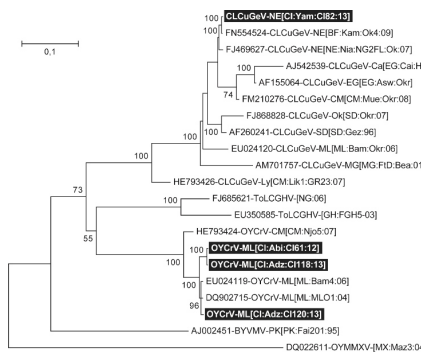 100
CLCuGeV-NE[CI:Yam:CI82:13]
FN554524-CLCuGeV-NE[BF:Kam:Ok4:09]
100
FJ469627-CLCuGeV-NE[NE:Nia:NG2FL:Ok:07]
0,1
100
AJ542539-CLCuGeV-Ca[EG:Cai:H
AF155064-CLCuGeV-EG[EG:Asw:Okr]
74
FM210276-CLCuGeV-CM[CM:Mue:Okr:08]
FJ868828-CLCuGeV-Ok[SD:Okr:07]
100
AF260241-CLCuGeV-SD[SD:Gez:96]
100
EU024120-CLCuGeV-ML[ML:Bam:Okr:06]
AM701757-CLCuGeV-MG[MG:FtD:Bea:01
100
HE793426-CLCuGeV-Ly[CM:Lik1:GR23:07]
73
FJ685621-ToLCGHV-[NG:06]
100
EU350585-ToLCGHV-[GH:FGH5-03]
55
HE793424-OYCrV-CM[CM:Njo5:07]
100
OYCrV-ML[CI:Abi:CI61:12]
100
OYCrV-ML[CI:Adz:CI118:13]
100
EU024119-OYCrV-ML[ML:Bam4:06]
DQ902715-OYCrV-ML[ML:MLO1:04]
96
OYCrV-ML[CI:Adz:CI120:13]
AJ002451-BYVMV-PK[PK:Fai201:95]
DQ022611-OYMMXV-[MX:Maz3:04